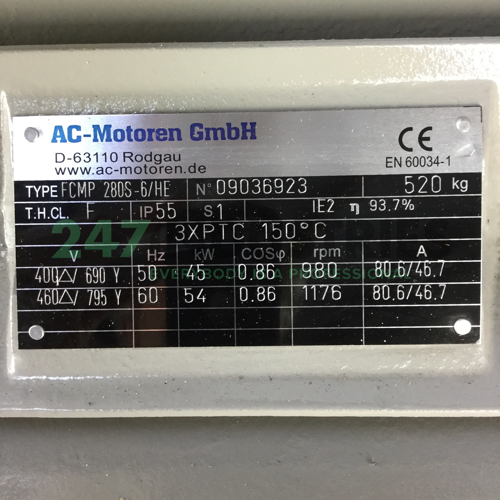 AC-Motoren GmbH
D-63110 Rodgau
www.ac-motoren.de
CE
EN 60034-1
TYPE FCMP 280S-6/HE N° 09036923 520 kg
T.H.CL. F IP55 S1 IE2 η 93.7%
3XPTC 150°C
V Hz kW COSφ rpm A
400△/ 690 Y 50 45 0.86 980 80.6/46.7
460△/ 795 Y 60 54 0.86 1176 80.6/46.7
247